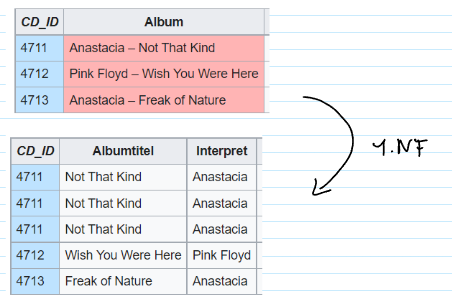 CD_ID Album
4711 Anastacia – Not That Kind
4712 Pink Floyd – Wish You Were Here
4713 Anastacia – Freak of Nature
1.NF
CD_ID Albumtitel Interpret
4711 Not That Kind Anastacia
4711 Not That Kind Anastacia
4711 Not That Kind Anastacia
4712 Wish You Were Here Pink Floyd
4713 Freak of Nature Anastacia